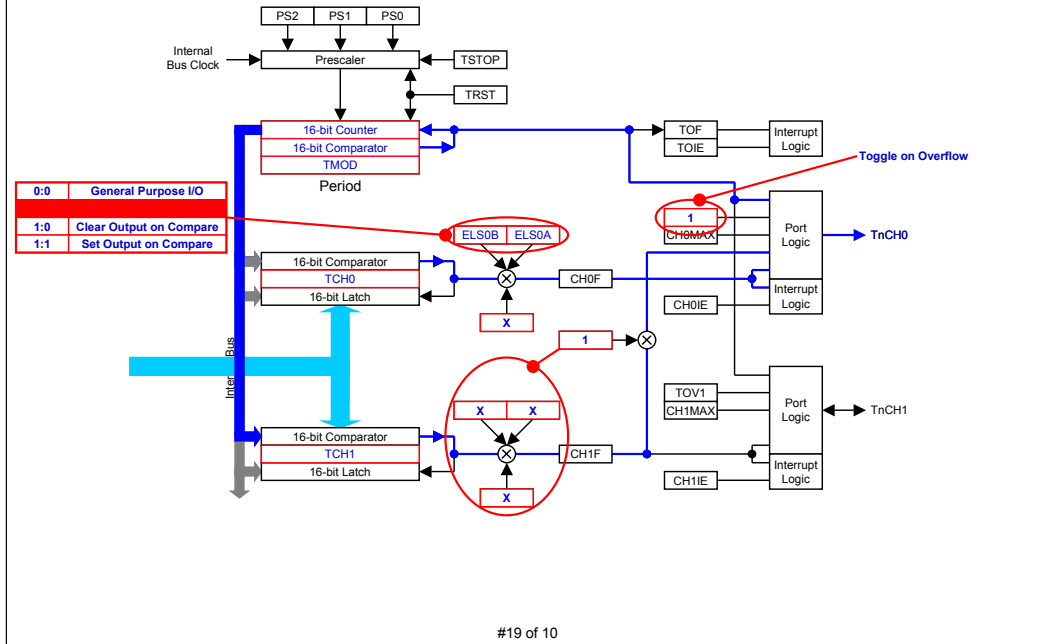 PS2 PS1 PS0
Internal
Bus Clock
Prescaler
TSTOP
TRST
16-bit Counter
16-bit Comparator
TMOD
Period
TOF
TOIE
Interrupt
Logic
Toggle on Overflow
0:0 General Purpose I/O
1:0 Clear Output on Compare
1:1 Set Output on Compare
ELS0B ELS0A
1
CH0MAX
Port
Logic
TnCH0
16-bit Comparator
TCH0
16-bit Latch
CH0F
CH0IE
Interrupt
Logic
X
1
Bus
X X
TOV1
CH1MAX
Port
Logic
TnCH1
16-bit Comparator
TCH1
16-bit Latch
CH1F
CH1IE
Interrupt
Logic
X
#19 of 10